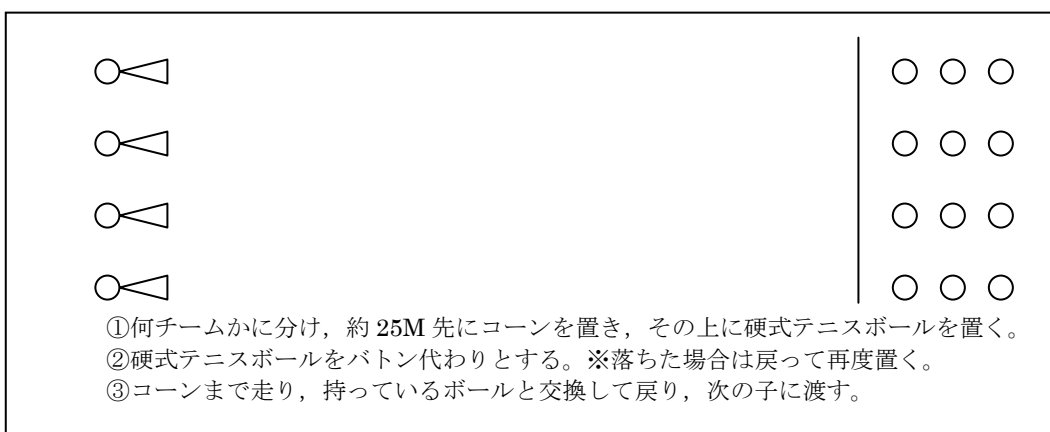 ①何チームかに分け，約 25M 先にコーンを置き，その上に硬式テニスボールを置く。
②硬式テニスボールをバトン代わりとする。※落ちた場合は戻って再度置く。
③コーンまで走り，持っているボールと交換して戻り，次の子に渡す。